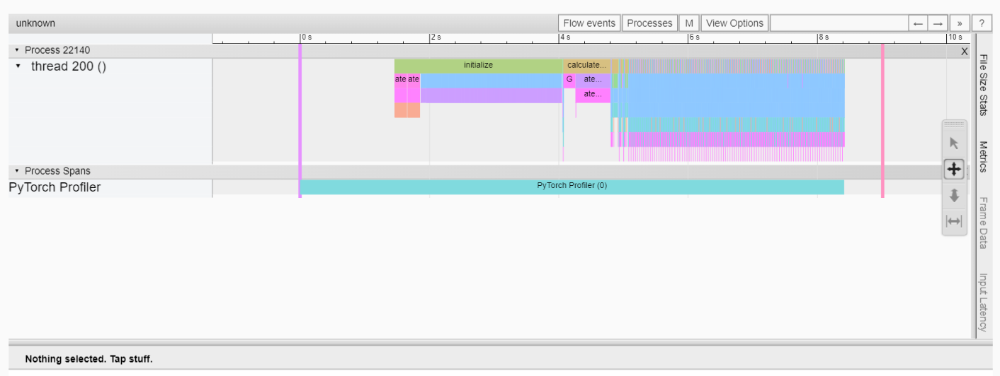 unknown
Flow events Processes M View Options ← → » ?
0 s 2 s 4 s 6 s 8 s 10 s
Process 22140 X
thread 200 ()
initialize calculate...
ate ate G ate...
ate...
Process Spans
PyTorch Profiler PyTorch Profiler (0)
File Size Stats
Metrics
Frame Data
Input Latency
Nothing selected. Tap stuff.